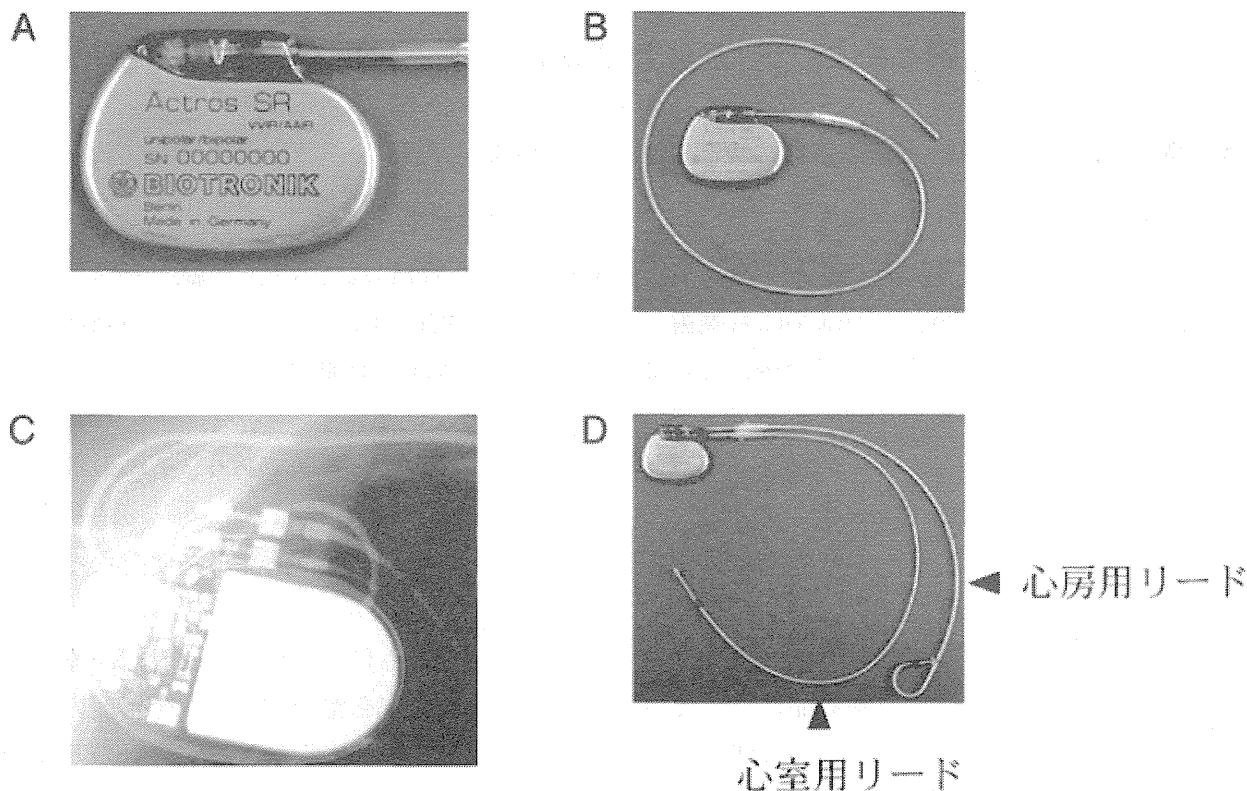 A
B
Actros SR
VVIR/AAIR
unipolar/bipolar
SN 00000000
BIOTRONIK
Berlin
Made in Germany
C
D
心房用リード
心室用リード